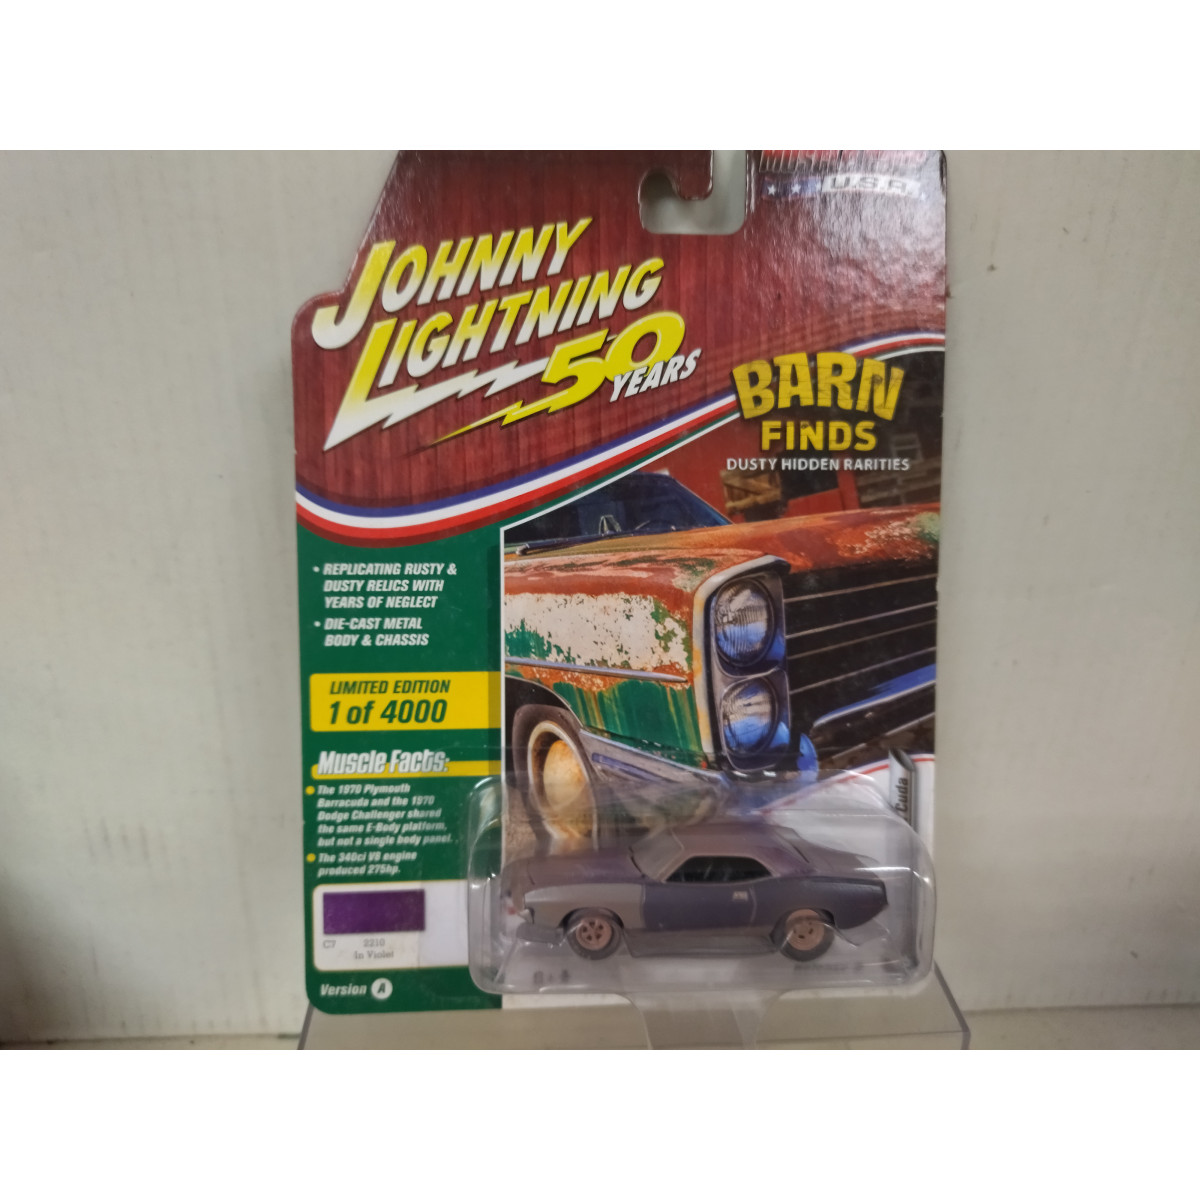 U.S.A
JOHNNY
LIGHTNING
50
YEARS
BARN
FINDS
DUSTY HIDDEN RARITIES
• REPLICATING RUSTY &
DUSTY RELICS WITH
YEARS OF NEGLECT
• DIE-CAST METAL
BODY & CHASSIS
LIMITED EDITION
1 of 4000
Muscle Facts:
• The 1970 Plymouth
Barracuda and the 1970
Dodge Challenger shared
the same E-Body platform,
but not a single body panel.
• The 340ci V8 engine
produced 275hp.
C7 2210
In Violet
Version A
Cuda